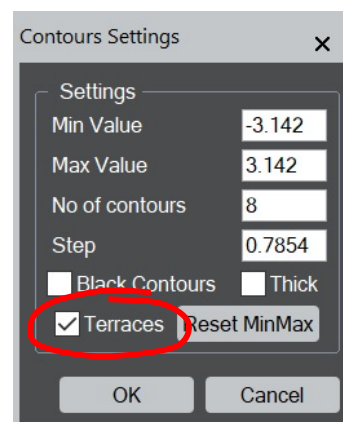 Contours Settings
Settings
Min Value -3.142
Max Value 3.142
No of contours 8
Step 0.7854
Black Contours Thick
Terraces Reset MinMax
OK Cancel